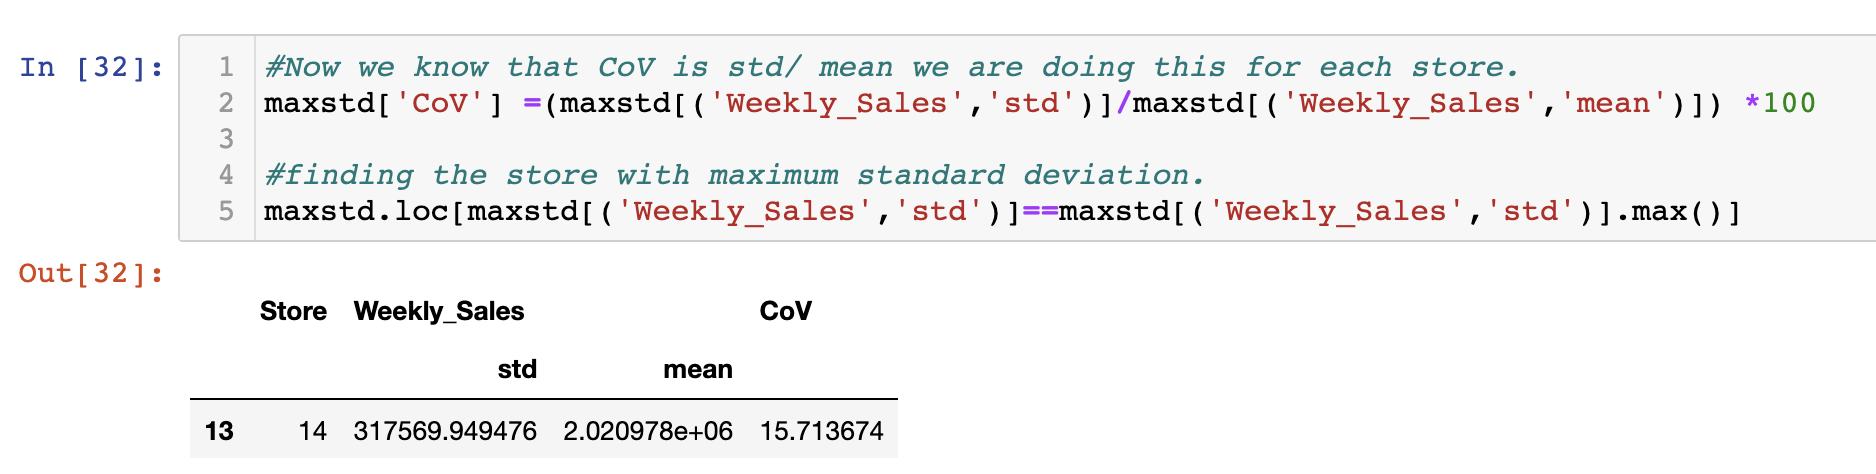 In [32]:
1 #Now we know that CoV is std/ mean we are doing this for each store.
2 maxstd['CoV'] =(maxstd[('Weekly_Sales','std')]/maxstd[('Weekly_Sales','mean')]) *100
3
4 #finding the store with maximum standard deviation.
5 maxstd.loc[maxstd[('Weekly_Sales','std')]==maxstd[('Weekly_Sales','std')].max()]
Out[32]:
Store Weekly_Sales CoV
std mean
13 14 317569.949476 2.020978e+06 15.713674